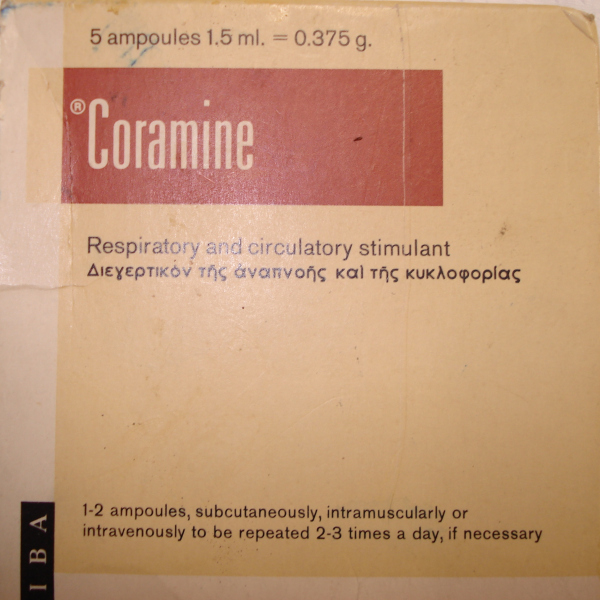 5 ampoules 1.5 ml. = 0.375 g.
®Coramine
Respiratory and circulatory stimulant
Διεγερτικὸν τῆς ἀναπνοῆς καὶ τῆς κυκλοφορίας
1-2 ampoules, subcutaneously, intramuscularly or
intravenously to be repeated 2-3 times a day, if necessary
IBA